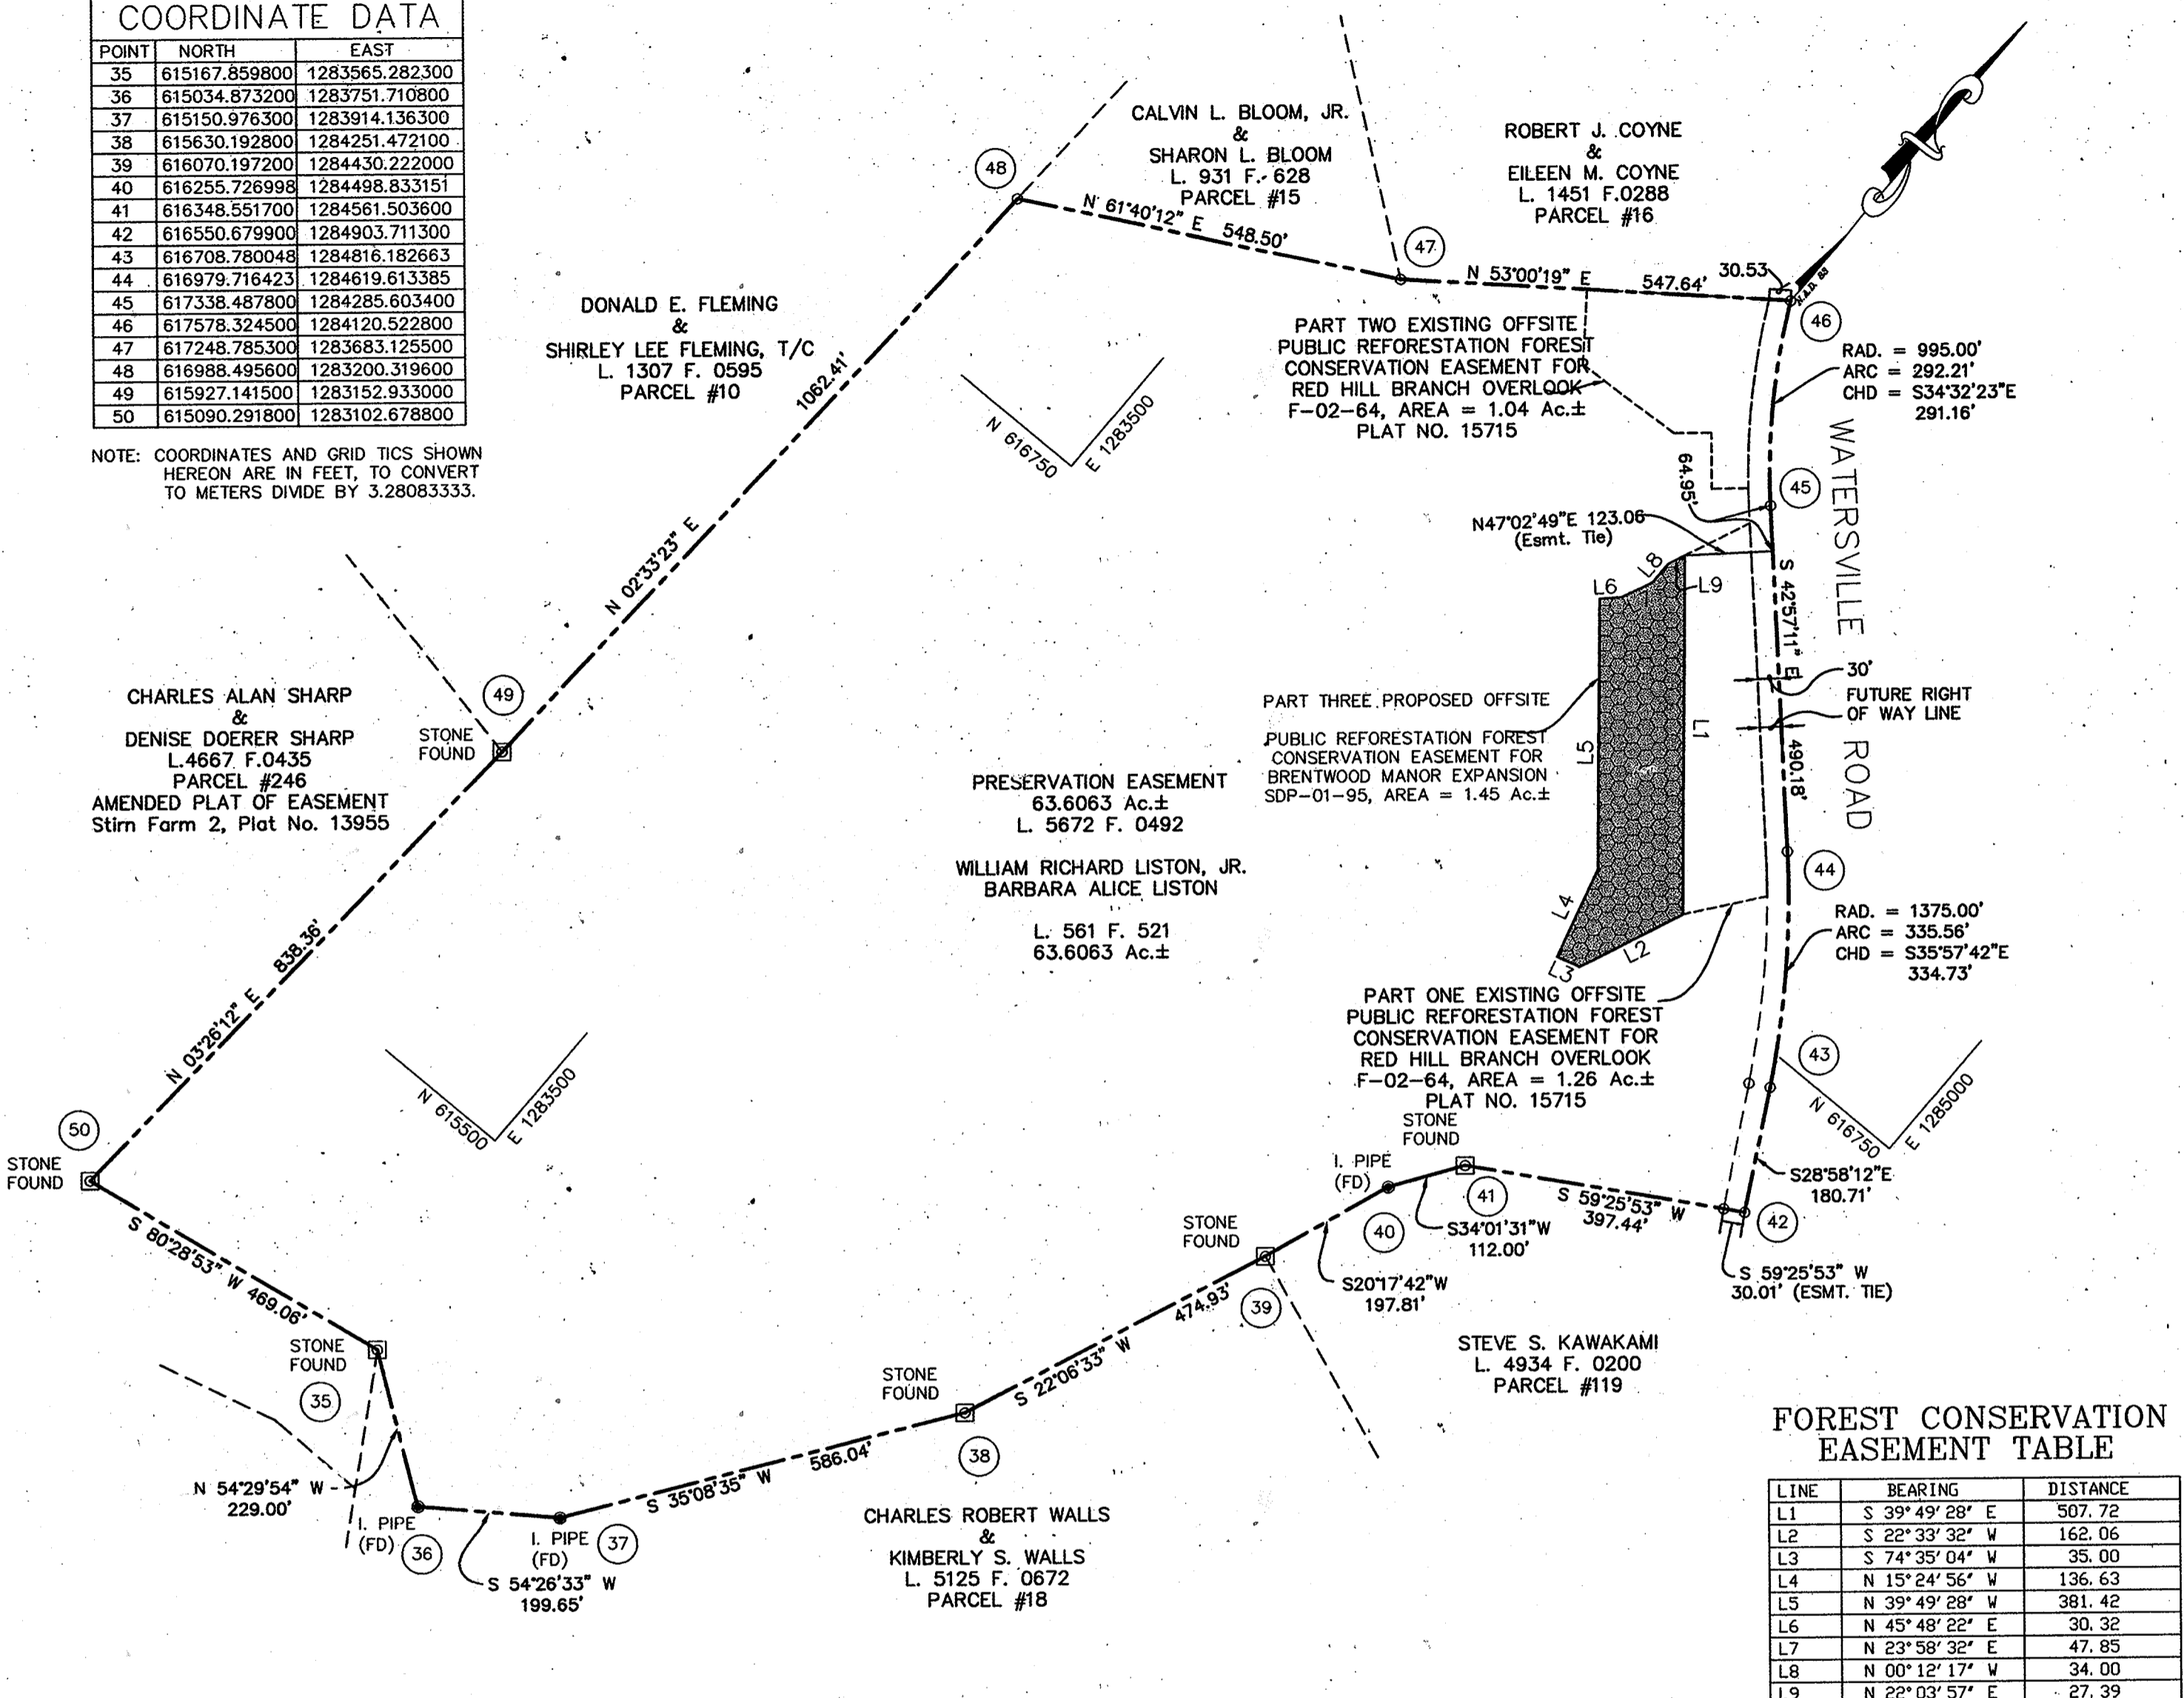 COORDINATE DATA
POINT NORTH EAST
35 615167.859800 1283565.282300
36 615034.873200 1283751.710800
37 615150.976300 1283914.136300
38 615630.192800 1284251.472100
39 616070.197200 1284430.222000
40 616255.726998 1284498.833151
41 616348.551700 1284561.503600
42 616550.679900 1284903.711300
43 616708.780048 1284816.182663
44 616979.716423 1284619.613385
45 617338.487800 1284285.603400
46 617578.324500 1284120.522800
47 617248.785300 1283683.125500
48 616988.495600 1283200.319600
49 615927.141500 1283152.933000
50 615090.291800 1283102.678800
NOTE: COORDINATES AND GRID TICS SHOWN
HEREON ARE IN FEET, TO CONVERT
TO METERS DIVIDE BY 3.28083333.
CALVIN L. BLOOM, JR.
&
SHARON L. BLOOM
L. 931 F. 628
PARCEL #15
ROBERT J. COYNE
&
EILEEN M. COYNE
L. 1451 F.0288
PARCEL #16
48
N 61°40'12" E 548.50'
47
N 53°00'19" E 547.64'
30.53
N.A.D. 83
46
RAD. = 995.00'
ARC = 292.21'
CHD = S34°32'23"E
291.16'
DONALD E. FLEMING
&
SHIRLEY LEE FLEMING, T/C
L. 1307 F. 0595
PARCEL #10
1062.41'
N 02°33'23" E
N 616750
E 1283500
PART TWO EXISTING OFFSITE
PUBLIC REFORESTATION FOREST
CONSERVATION EASEMENT FOR
RED HILL BRANCH OVERLOOK
F-02-64, AREA = 1.04 Ac.±
PLAT NO. 15715
64.95'
45
WATERSVILLE ROAD
N47°02'49"E 123.06
(Esmt. Tie)
L8
L6
L9
S 42°57'11" E
490.18'
30'
FUTURE RIGHT
OF WAY LINE
L1
L5
PART THREE PROPOSED OFFSITE
PUBLIC REFORESTATION FOREST
CONSERVATION EASEMENT FOR
BRENTWOOD MANOR EXPANSION
SDP-01-95, AREA = 1.45 Ac.±
CHARLES ALAN SHARP
&
DENISE DOERER SHARP
L.4667 F.0435
PARCEL #246
AMENDED PLAT OF EASEMENT
Stirn Farm 2, Plat No. 13955
49
STONE
FOUND
PRESERVATION EASEMENT
63.6063 Ac.±
L. 5672 F. 0492
WILLIAM RICHARD LISTON, JR.
BARBARA ALICE LISTON
L. 561 F. 521
63.6063 Ac.±
44
RAD. = 1375.00'
ARC = 335.56'
CHD = S35°57'42"E
334.73'
L4
L3
L2
838.36'
N 03°26'12" E
PART ONE EXISTING OFFSITE
PUBLIC REFORESTATION FOREST
CONSERVATION EASEMENT FOR
RED HILL BRANCH OVERLOOK
F-02-64, AREA = 1.26 Ac.±
PLAT NO. 15715
43
N 616750
E 1285000
N 615500
E 1283500
50
STONE
FOUND
S 80°28'53" W 469.06'
STONE
FOUND
35
N 54°29'54" W
229.00'
I. PIPE
(FD)
36
I. PIPE
(FD)
37
S 54°26'33" W
199.65'
S 35°08'35" W 586.04'
STONE
FOUND
38
S 22°06'33" W 474.93'
STONE
FOUND
39
S20°17'42"W
197.81'
I. PIPE
(FD)
40
STONE
FOUND
41
S34°01'31"W
112.00'
S 59°25'53" W
397.44'
42
S28°58'12"E
180.71'
S 59°25'53" W
30.01' (ESMT. TIE)
STEVE S. KAWAKAMI
L. 4934 F. 0200
PARCEL #119
CHARLES ROBERT WALLS
&
KIMBERLY S. WALLS
L. 5125 F. 0672
PARCEL #18
FOREST CONSERVATION
EASEMENT TABLE
LINE BEARING DISTANCE
L1 S 39°49'28" E 507.72
L2 S 22°33'32" W 162.06
L3 S 74°35'04" W 35.00
L4 N 15°24'56" W 136.63
L5 N 39°49'28" W 381.42
L6 N 45°48'22" E 30.32
L7 N 23°58'32" E 47.85
L8 N 00°12'17" W 34.00
L9 N 22°03'57" E 27.39